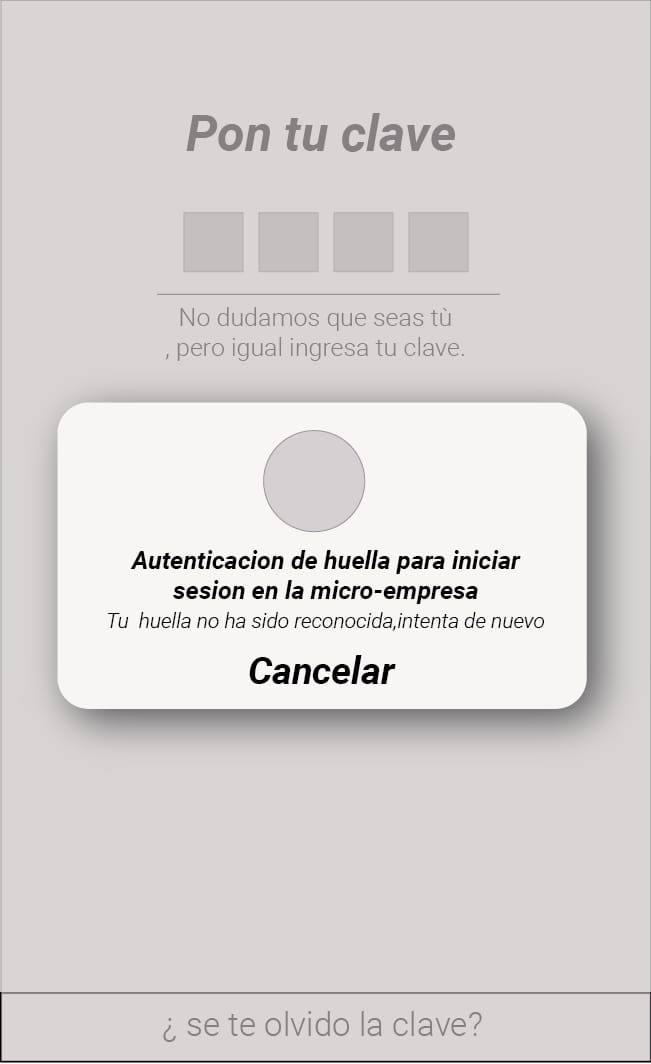 Pon tu clave
No dudamos que seas tù
, pero igual ingresa tu clave.
Autenticacion de huella para iniciar
sesion en la micro-empresa
Tu  huella no ha sido reconocida,intenta de nuevo
Cancelar
¿ se te olvido la clave?